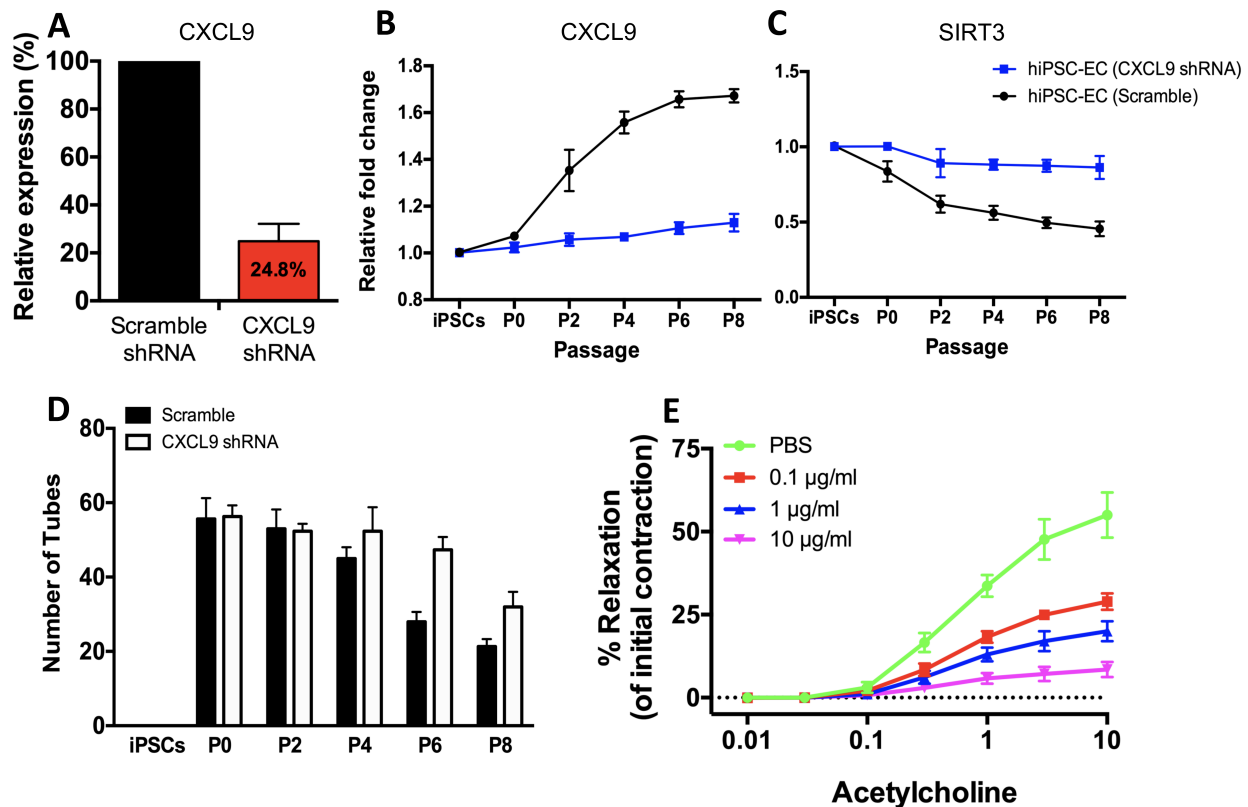 A
CXCL9
Relative expression (%)
100
80
60
40
20
0
24.8%
Scramble
shRNA
CXCL9
shRNA
B
CXCL9
Relative fold change
1.8
1.6
1.4
1.2
1.0
0.8
iPSCs P0 P2 P4 P6 P8
Passage
C
SIRT3
hiPSC-EC (CXCL9 shRNA)
hiPSC-EC (Scramble)
1.5
1.0
0.5
0.0
iPSCs P0 P2 P4 P6 P8
Passage
D
Scramble
CXCL9 shRNA
Number of Tubes
80
60
40
20
0
iPSCs P0 P2 P4 P6 P8
E
PBS
0.1 µg/ml
1 µg/ml
10 µg/ml
% Relaxation
(of initial contraction)
75
50
25
0
0.01 0.1 1 10
Acetylcholine